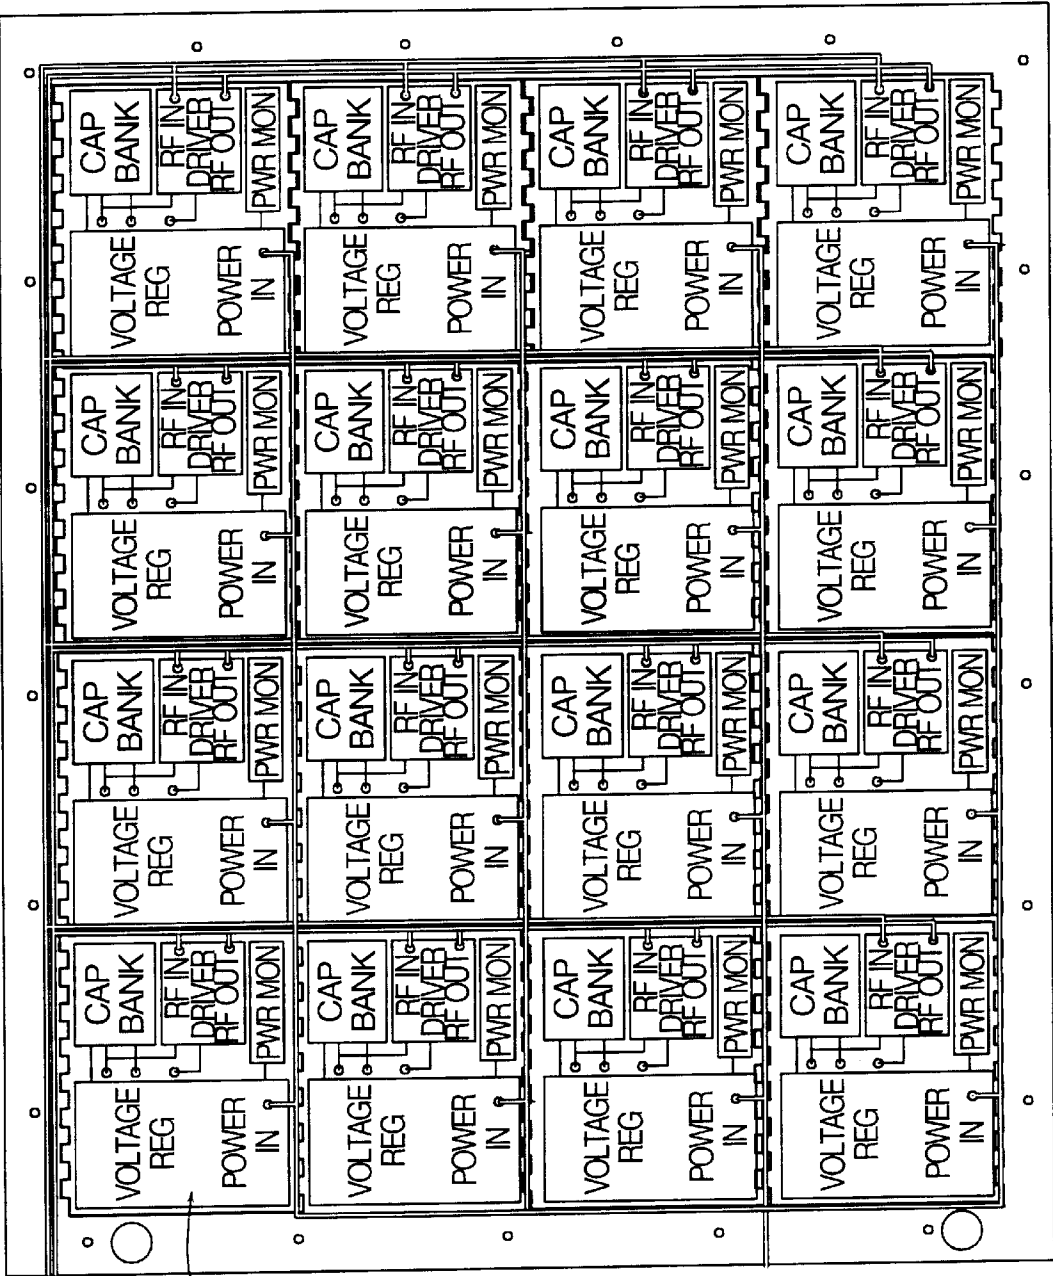 CAP
BANK
RF IN
DRIVER
RF OUT
PWR MON
VOLTAGE
REG
POWER
IN
CAP
BANK
RF IN
DRIVER
RF OUT
PWR MON
VOLTAGE
REG
POWER
IN
CAP
BANK
RF IN
DRIVER
RF OUT
PWR MON
VOLTAGE
REG
POWER
IN
CAP
BANK
RF IN
DRIVER
RF OUT
PWR MON
VOLTAGE
REG
POWER
IN
CAP
BANK
RF IN
DRIVER
RF OUT
PWR MON
VOLTAGE
REG
POWER
IN
CAP
BANK
RF IN
DRIVER
RF OUT
PWR MON
VOLTAGE
REG
POWER
IN
CAP
BANK
RF IN
DRIVER
RF OUT
PWR MON
VOLTAGE
REG
POWER
IN
CAP
BANK
RF IN
DRIVER
RF OUT
PWR MON
VOLTAGE
REG
POWER
IN
CAP
BANK
RF IN
DRIVER
RF OUT
PWR MON
VOLTAGE
REG
POWER
IN
CAP
BANK
RF IN
DRIVER
RF OUT
PWR MON
VOLTAGE
REG
POWER
IN
CAP
BANK
RF IN
DRIVER
RF OUT
PWR MON
VOLTAGE
REG
POWER
IN
CAP
BANK
RF IN
DRIVER
RF OUT
PWR MON
VOLTAGE
REG
POWER
IN
CAP
BANK
RF IN
DRIVER
RF OUT
PWR MON
VOLTAGE
REG
POWER
IN
CAP
BANK
RF IN
DRIVER
RF OUT
PWR MON
VOLTAGE
REG
POWER
IN
CAP
BANK
RF IN
DRIVER
RF OUT
PWR MON
VOLTAGE
REG
POWER
IN
CAP
BANK
RF IN
DRIVER
RF OUT
PWR MON
VOLTAGE
REG
POWER
IN